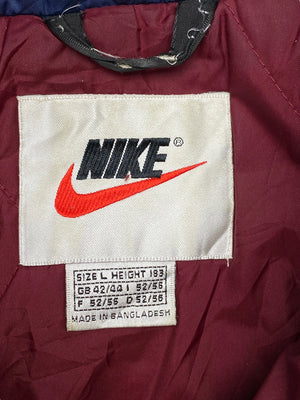 NIKE®
SIZE L HEIGHT 183
GB 42/44 I 52/56
F 52/56 D 52/56
MADE IN BANGLADESH